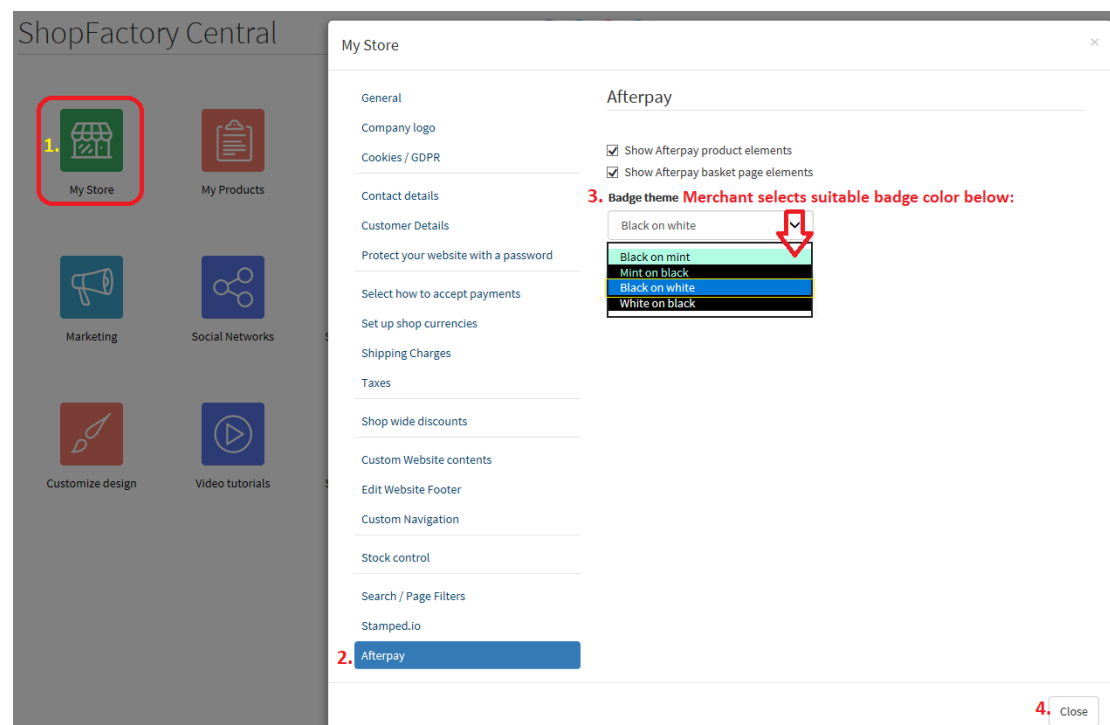 ShopFactory Central
1.
My Store
My Products
Marketing
Social Networks
Customize design
Video tutorials
My Store
×
General
Company logo
Cookies / GDPR
Contact details
Customer Details
Protect your website with a password
Select how to accept payments
Set up shop currencies
Shipping Charges
Taxes
Shop wide discounts
Custom Website contents
Edit Website Footer
Custom Navigation
Stock control
Search / Page Filters
Stamped.io
2. Afterpay
Afterpay
Show Afterpay product elements
Show Afterpay basket page elements
3. Badge theme Merchant selects suitable badge color below:
Black on white
Black on mint
Mint on black
Black on white
White on black
4. Close